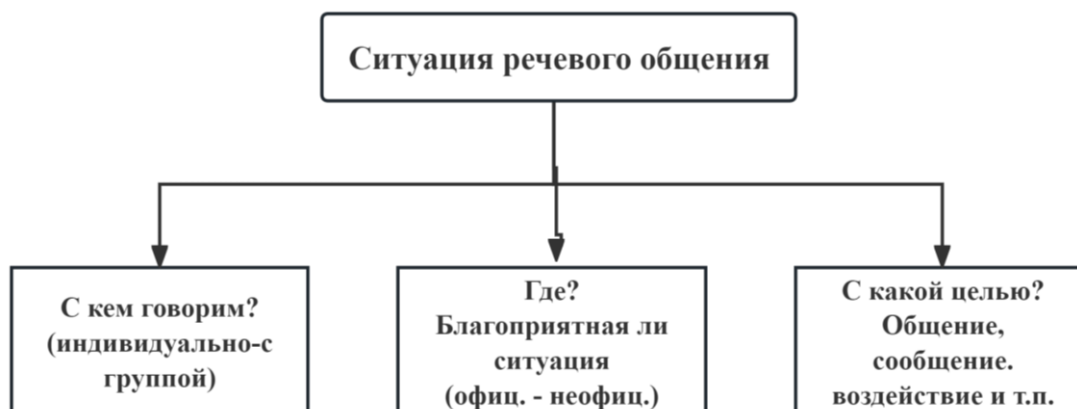 Ситуация речевого общения
С кем говорим?
(индивидуально-с
группой)
Где?
Благоприятная ли
ситуация
(офиц. - неофиц.)
С какой целью?
Общение,
сообщение.
воздействие и т.п.